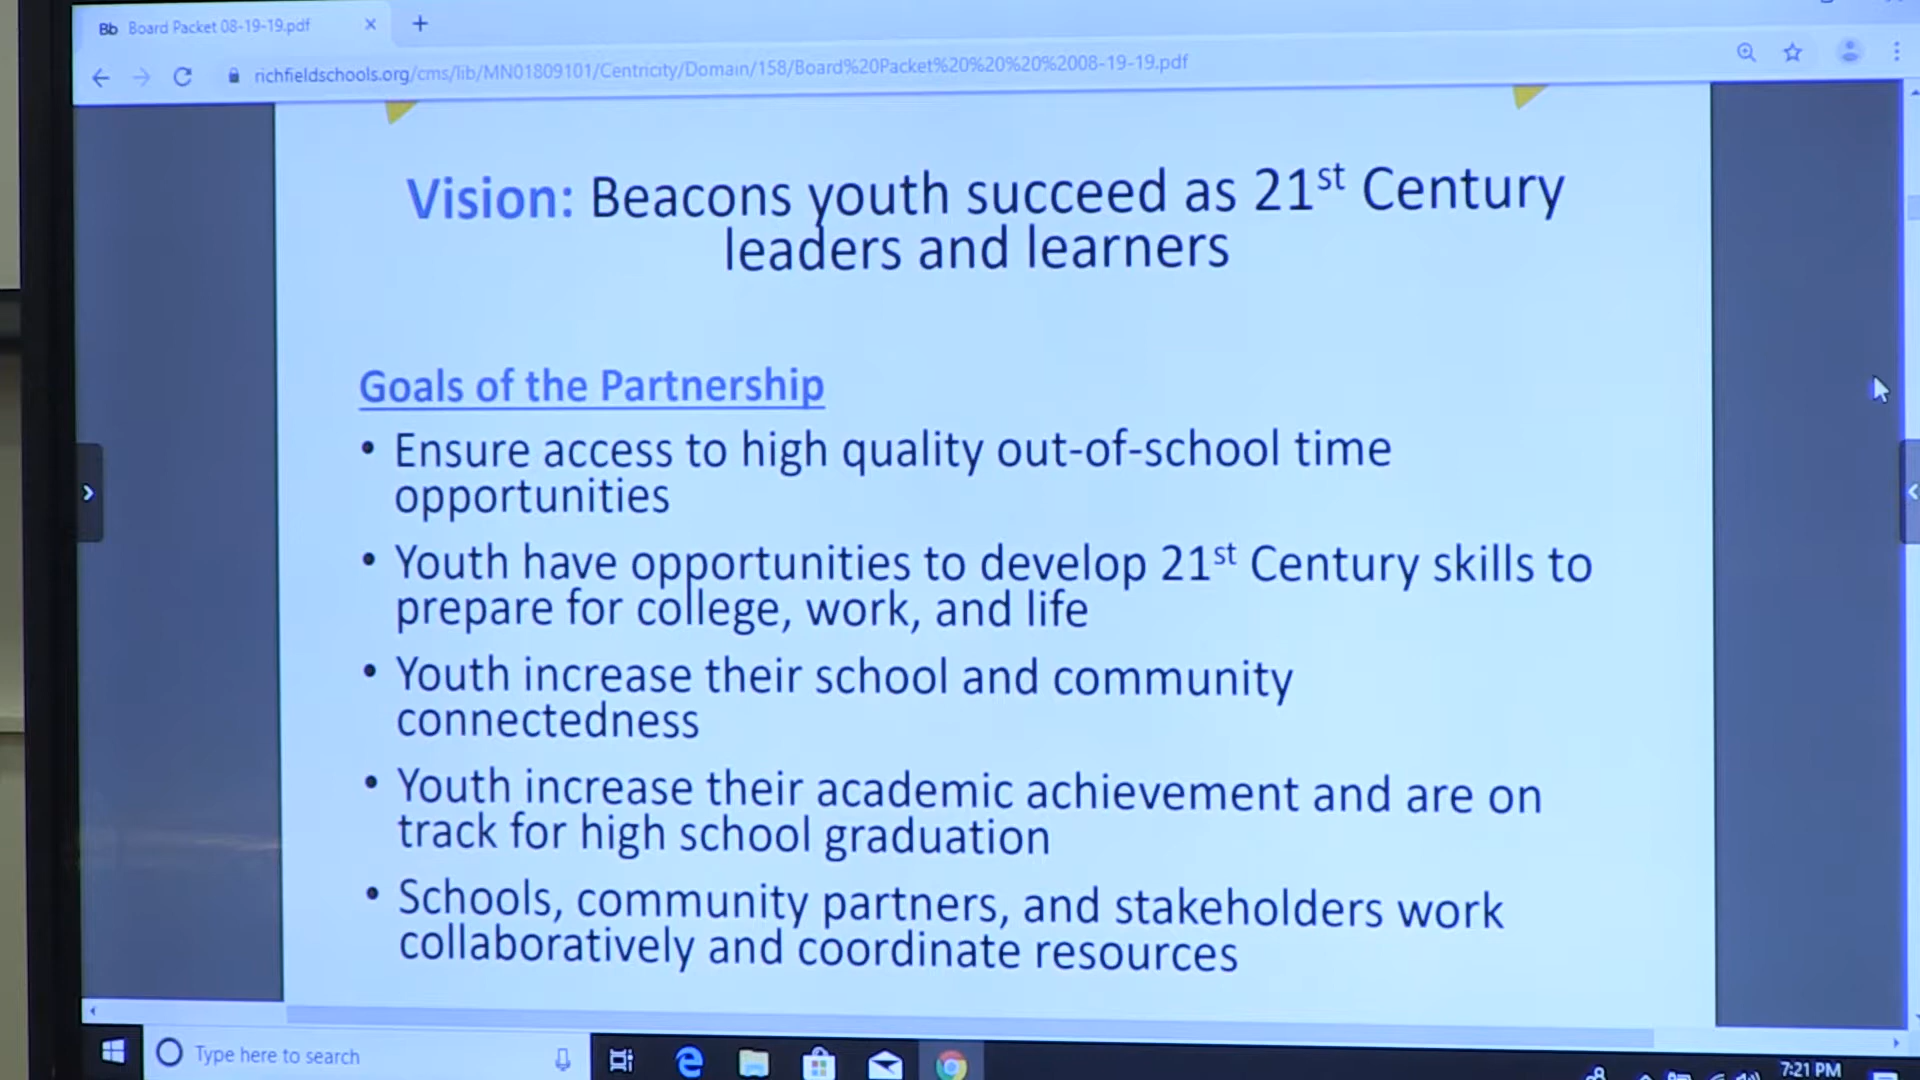 Bb Board Packet 08-19-19.pdf × +
richfieldschools.org/cms/lib/MN01809101/Centricity/Domain/158/Board%20Packet%20%20%20%2008-19-19.pdf
Vision: Beacons youth succeed as 21st Century
leaders and learners
Goals of the Partnership
• Ensure access to high quality out-of-school time
opportunities
• Youth have opportunities to develop 21st Century skills to
prepare for college, work, and life
• Youth increase their school and community
connectedness
• Youth increase their academic achievement and are on
track for high school graduation
• Schools, community partners, and stakeholders work
collaboratively and coordinate resources
Type here to search
7:21 PM